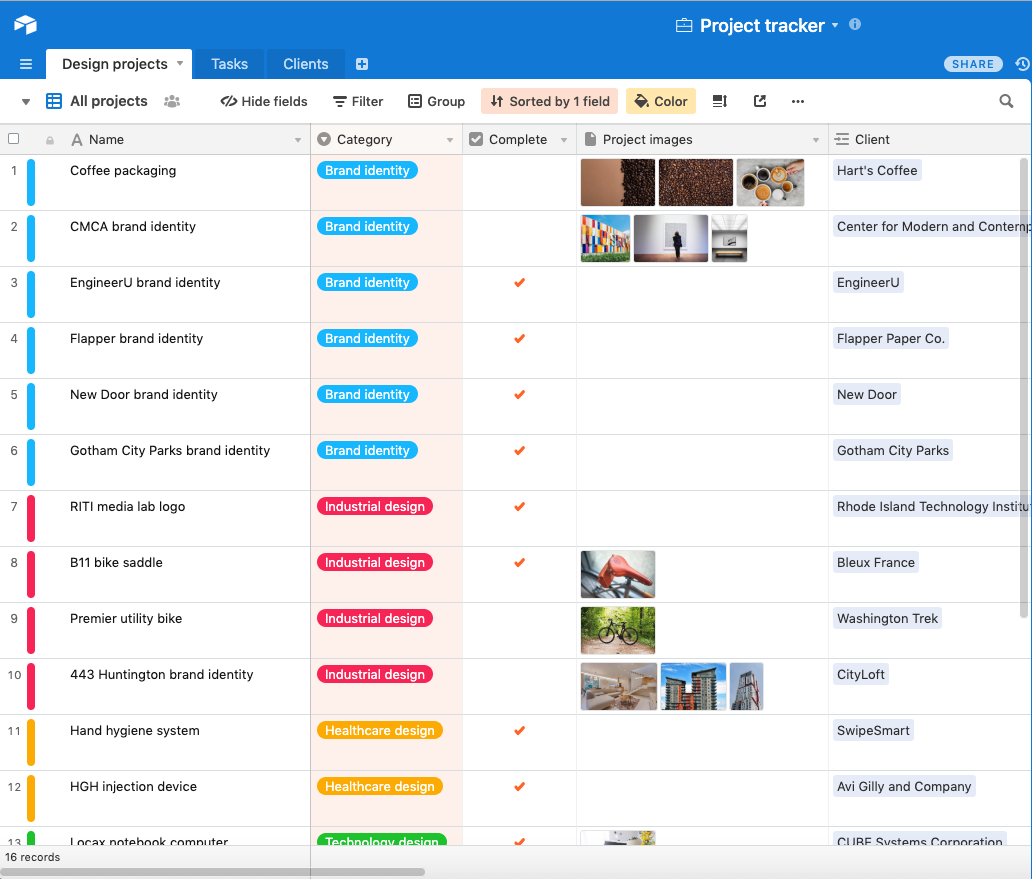 Project tracker
Design projects Tasks Clients SHARE
All projects Hide fields Filter Group Sorted by 1 field Color
A Name Category Complete Project images Client
1 Coffee packaging Brand identity Hart's Coffee
2 CMCA brand identity Brand identity Center for Modern and Contemp
3 EngineerU brand identity Brand identity EngineerU
4 Flapper brand identity Brand identity Flapper Paper Co.
5 New Door brand identity Brand identity New Door
6 Gotham City Parks brand identity Brand identity Gotham City Parks
7 RITI media lab logo Industrial design Rhode Island Technology Institu
8 B11 bike saddle Industrial design Bleux France
9 Premier utility bike Industrial design Washington Trek
10 443 Huntington brand identity Industrial design CityLoft
11 Hand hygiene system Healthcare design SwipeSmart
12 HGH injection device Healthcare design Avi Gilly and Company
13 Locax notebook computer Technology design CUBE Systems Corporation
16 records